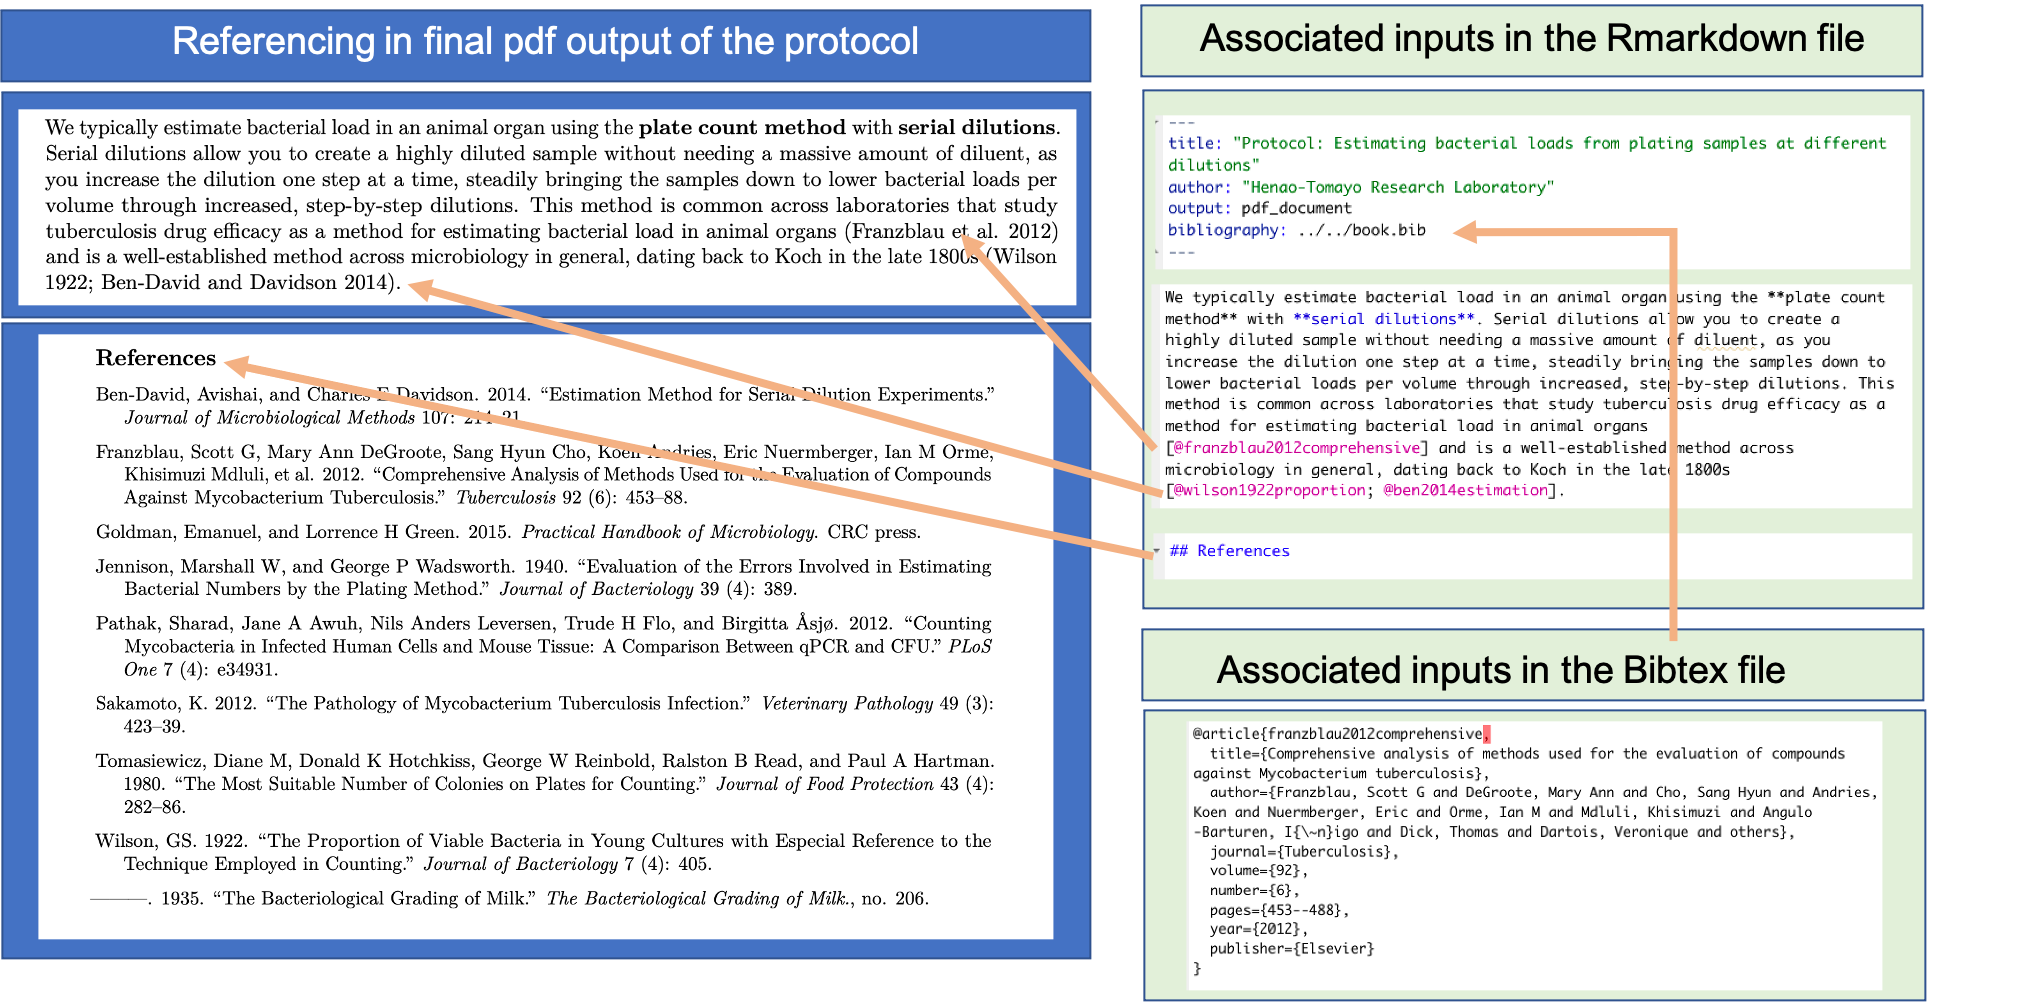 Referencing in final pdf output of the protocol
We typically estimate bacterial load in an animal organ using the plate count method with serial dilutions.
Serial dilutions allow you to create a highly diluted sample without needing a massive amount of diluent, as
you increase the dilution one step at a time, steadily bringing the samples down to lower bacterial loads per
volume through increased, step-by-step dilutions. This method is common across laboratories that study
tuberculosis drug efficacy as a method for estimating bacterial load in animal organs (Franzblau et al. 2012)
and is a well-established method across microbiology in general, dating back to Koch in the late 1800s (Wilson
1922; Ben-David and Davidson 2014).
References
Ben-David, Avishai, and Charles E Davidson. 2014. “Estimation Method for Serial Dilution Experiments.”
Journal of Microbiological Methods 107: 214–21.
Franzblau, Scott G, Mary Ann DeGroote, Sang Hyun Cho, Koen Andries, Eric Nuermberger, Ian M Orme,
Khisimuzi Mdluli, et al. 2012. “Comprehensive Analysis of Methods Used for the Evaluation of Compounds
Against Mycobacterium Tuberculosis.” Tuberculosis 92 (6): 453–88.
Goldman, Emanuel, and Lorrence H Green. 2015. Practical Handbook of Microbiology. CRC press.
Jennison, Marshall W, and George P Wadsworth. 1940. “Evaluation of the Errors Involved in Estimating
Bacterial Numbers by the Plating Method.” Journal of Bacteriology 39 (4): 389.
Pathak, Sharad, Jane A Awuh, Nils Anders Leversen, Trude H Flo, and Birgitta Åsjø. 2012. “Counting
Mycobacteria in Infected Human Cells and Mouse Tissue: A Comparison Between qPCR and CFU.” PLoS
One 7 (4): e34931.
Sakamoto, K. 2012. “The Pathology of Mycobacterium Tuberculosis Infection.” Veterinary Pathology 49 (3):
423–39.
Tomasiewicz, Diane M, Donald K Hotchkiss, George W Reinbold, Ralston B Read, and Paul A Hartman.
1980. “The Most Suitable Number of Colonies on Plates for Counting.” Journal of Food Protection 43 (4):
282–86.
Wilson, GS. 1922. “The Proportion of Viable Bacteria in Young Cultures with Especial Reference to the
Technique Employed in Counting.” Journal of Bacteriology 7 (4): 405.
———. 1935. “The Bacteriological Grading of Milk.” The Bacteriological Grading of Milk., no. 206.
Associated inputs in the Rmarkdown file
---
title: "Protocol: Estimating bacterial loads from plating samples at different
dilutions"
author: "Henao-Tomayo Research Laboratory"
output: pdf_document
bibliography: ../../book.bib
---
We typically estimate bacterial load in an animal organ using the **plate count
method** with **serial dilutions**. Serial dilutions allow you to create a
highly diluted sample without needing a massive amount of diluent, as you
increase the dilution one step at a time, steadily bringing the samples down to
lower bacterial loads per volume through increased, step-by-step dilutions. This
method is common across laboratories that study tuberculosis drug efficacy as a
method for estimating bacterial load in animal organs
[@franzblau2012comprehensive] and is a well-established method across
microbiology in general, dating back to Koch in the late 1800s
[@wilson1922proportion; @ben2014estimation].
## References
Associated inputs in the Bibtex file
@article{franzblau2012comprehensive,
title={Comprehensive analysis of methods used for the evaluation of compounds
against Mycobacterium tuberculosis},
author={Franzblau, Scott G and DeGroote, Mary Ann and Cho, Sang Hyun and Andries,
Koen and Nuermberger, Eric and Orme, Ian M and Mdluli, Khisimuzi and Angulo
-Barturen, I{\~n}igo and Dick, Thomas and Dartois, Veronique and others},
journal={Tuberculosis},
volume={92},
number={6},
pages={453--488},
year={2012},
publisher={Elsevier}
}